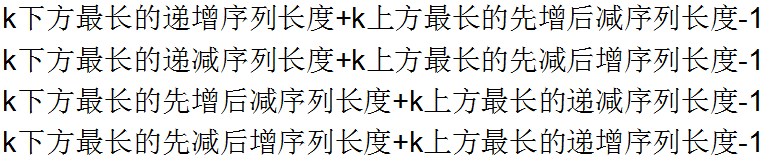 k下方最长的递增序列长度+k上方最长的先增后减序列长度-1
k下方最长的递减序列长度+k上方最长的先减后增序列长度-1
k下方最长的先增后减序列长度+k上方最长的递减序列长度-1
k下方最长的先减后增序列长度+k上方最长的递增序列长度-1